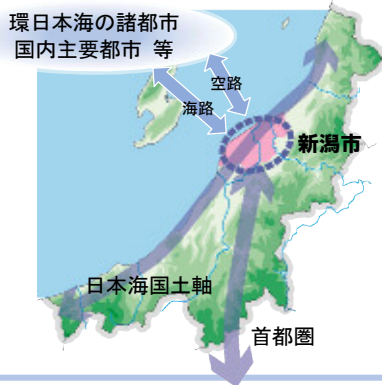 環日本海の諸都市
国内主要都市 等
空路
海路
新潟市
日本海国土軸
首都圏